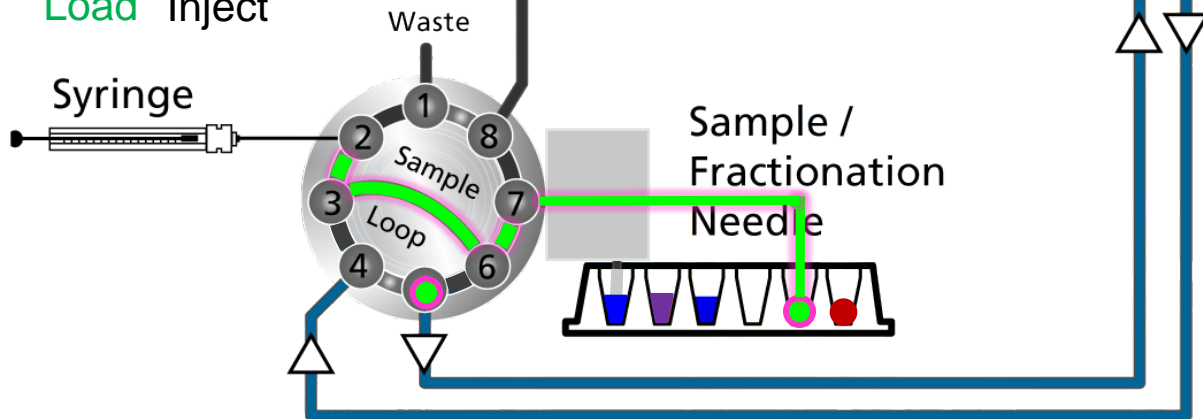 Load Inject
Waste
Syringe
1
2
8
Sample
3
7
Loop
4
6
Sample /
Fractionation
Needle